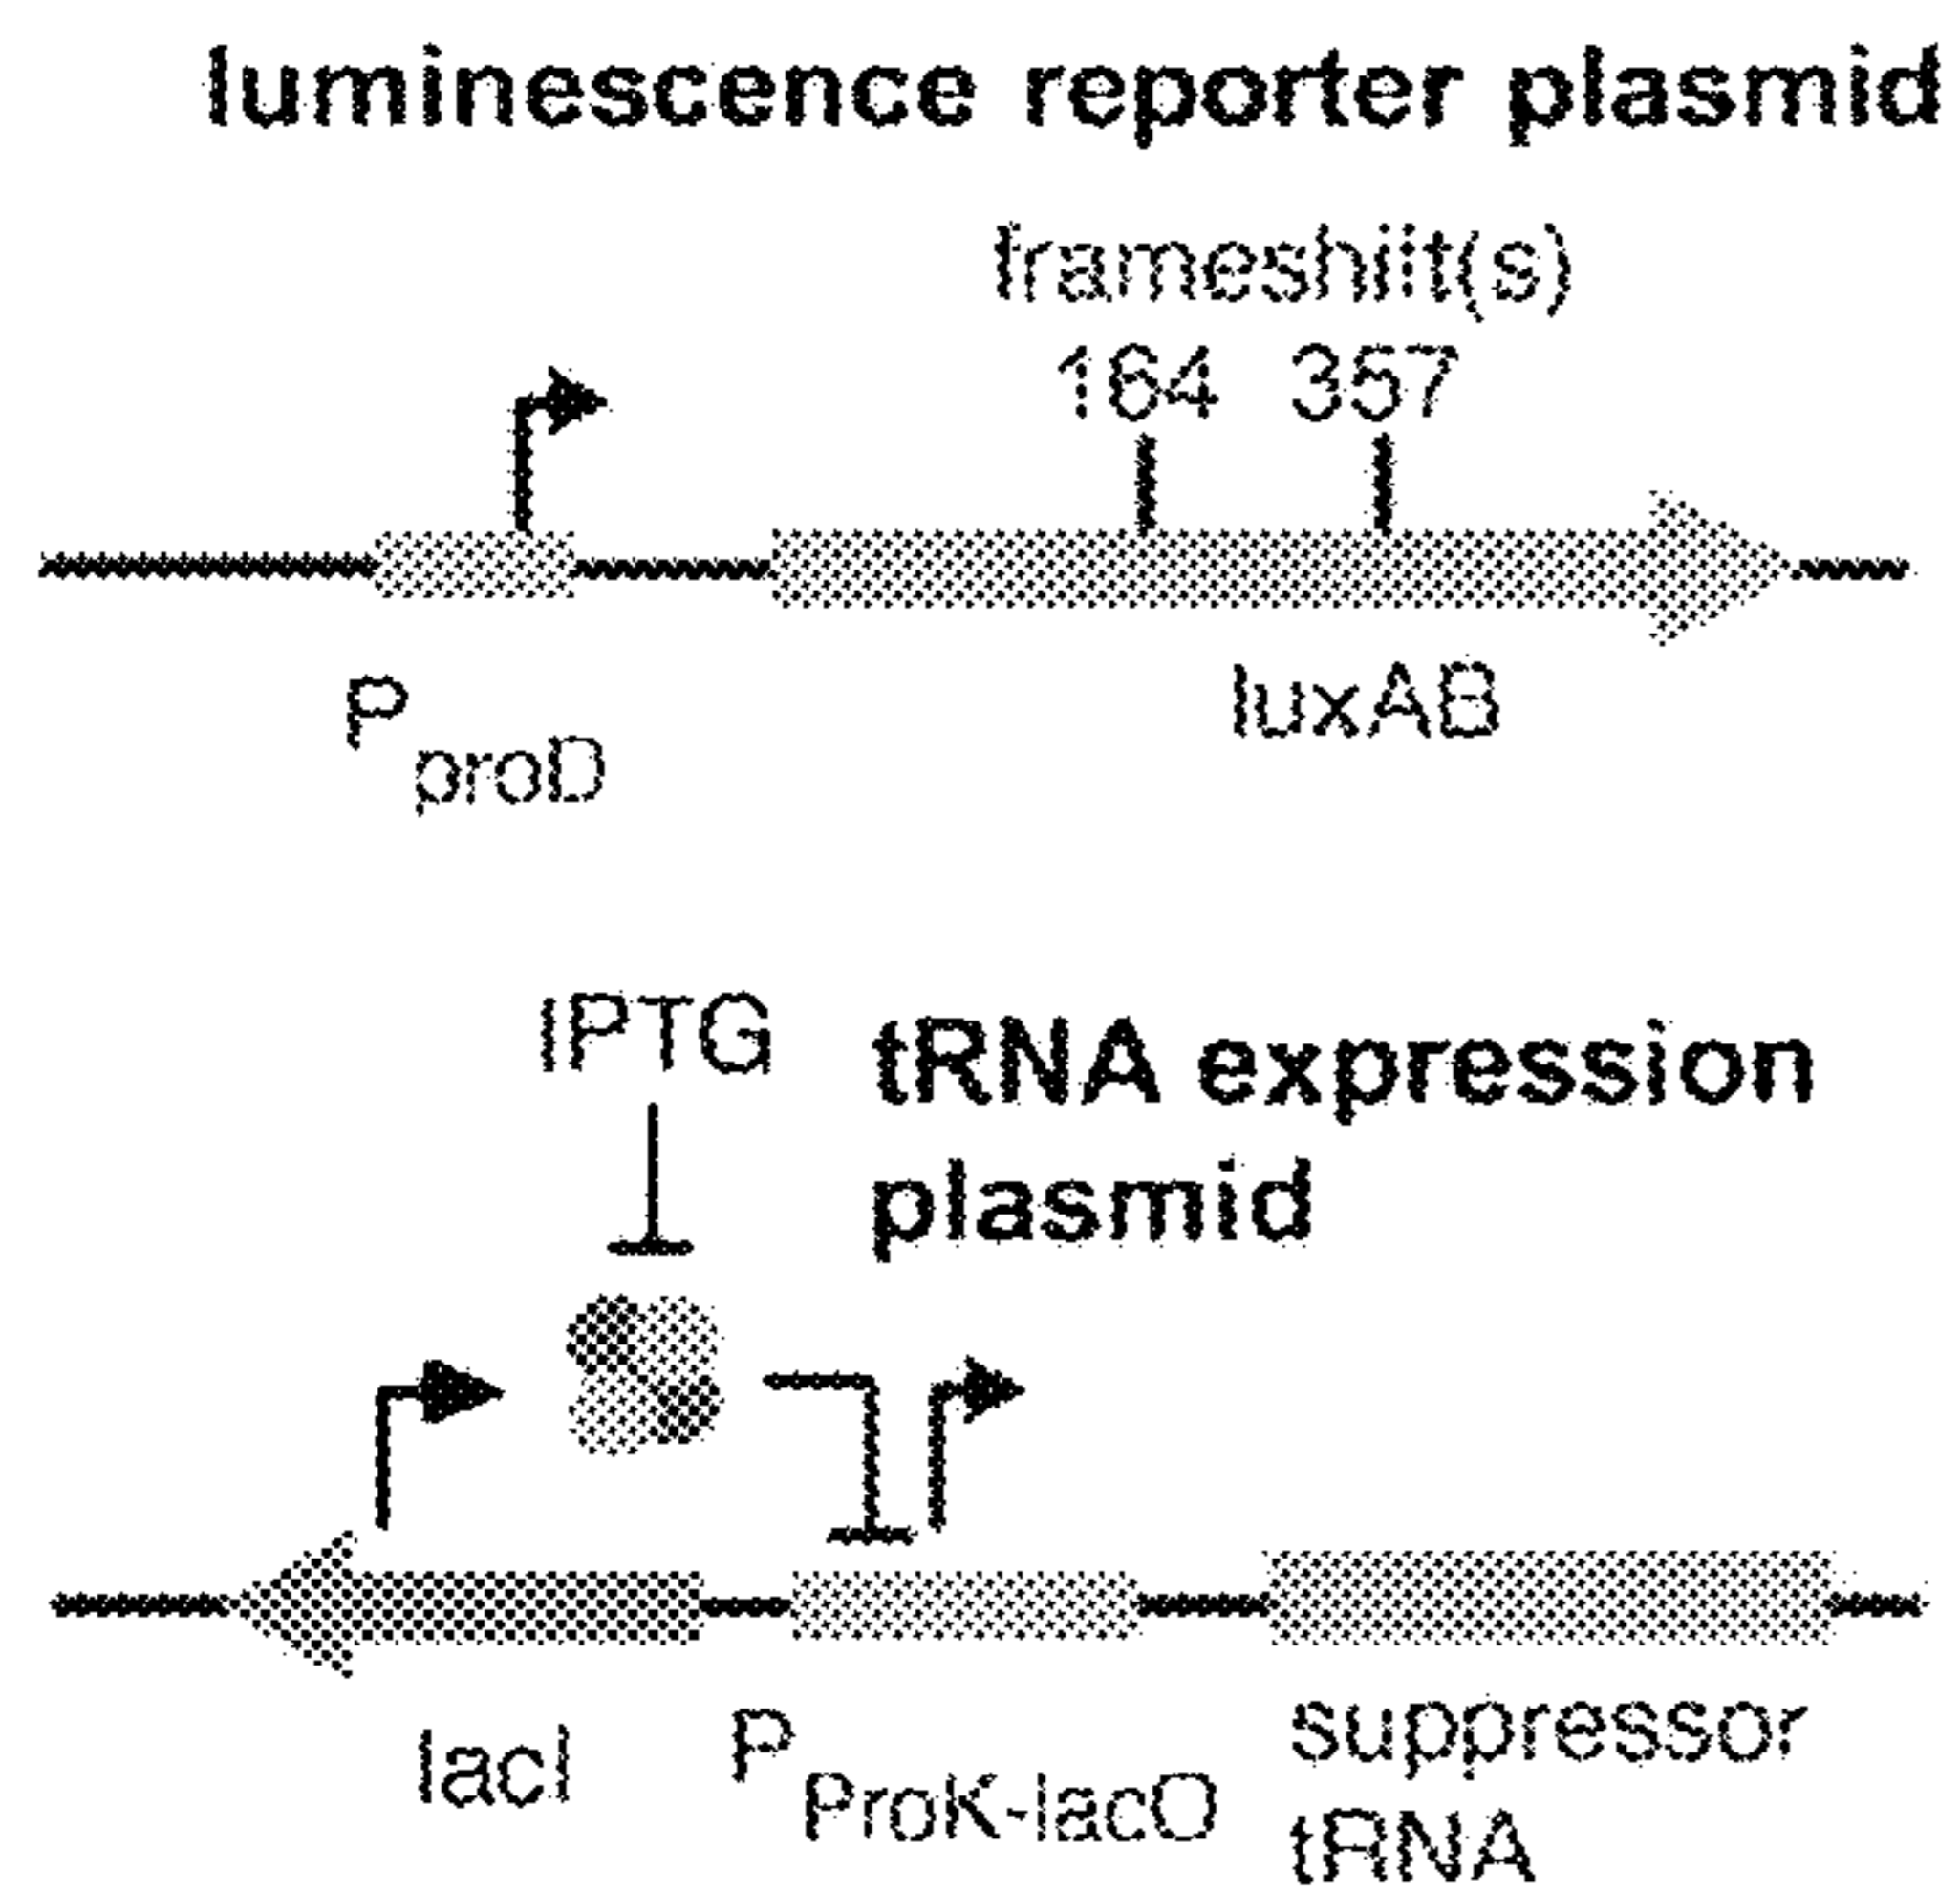 luminescence reporter plasmid
frameshift(s)
164 357
P proD
luxAB
IPTG
tRNA expression
plasmid
lacI
P ProK-lacO
suppressor
tRNA